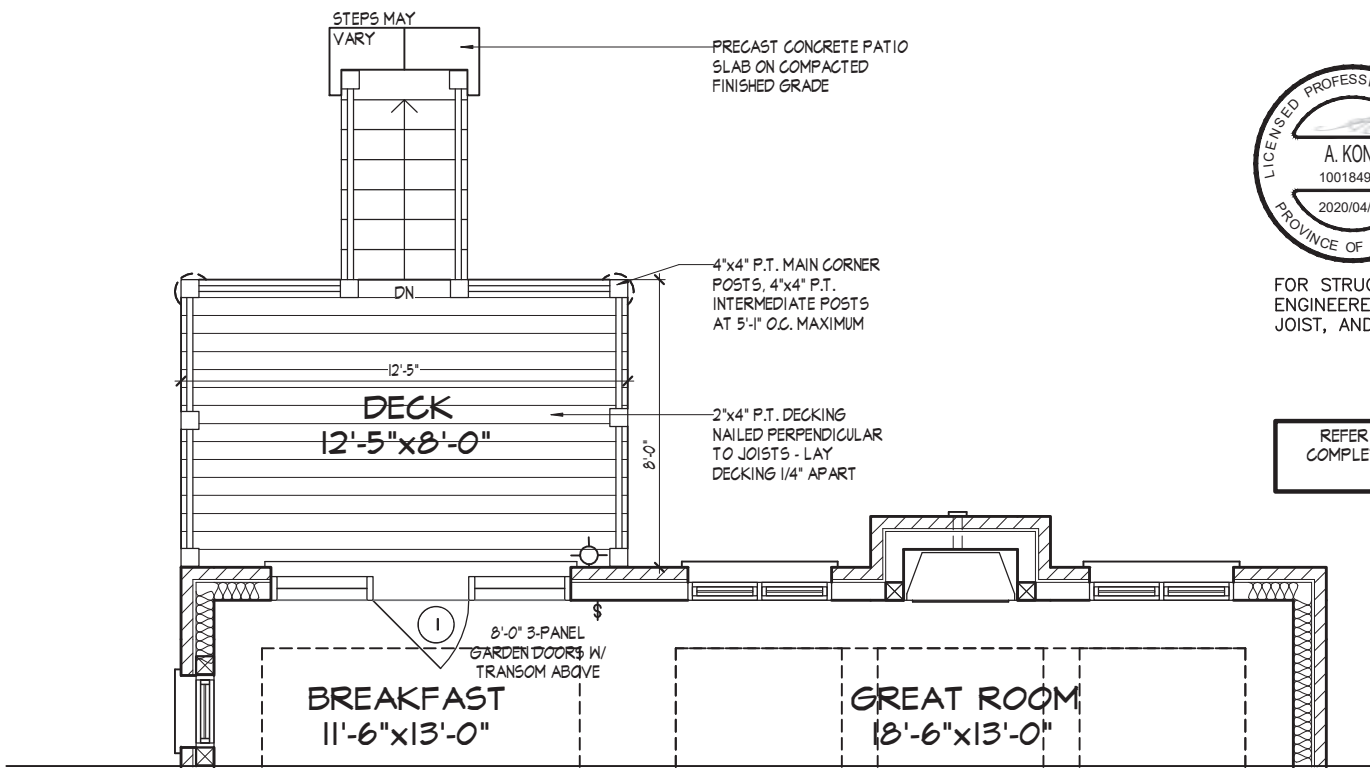 STEPS MAY
VARY
PRECAST CONCRETE PATIO
SLAB ON COMPACTED
FINISHED GRADE
LICENSED PROFESSI
A. KON
1001849
2020/04/
PROVINCE OF
4"x4" P.T. MAIN CORNER
POSTS, 4"x4" P.T.
INTERMEDIATE POSTS
AT 5'-1" O.C. MAXIMUM
FOR STRUC
ENGINEERE
JOIST, AND
DN
12'-5"
DECK
12'-5"x8'-0"
8'-0"
2"x4" P.T. DECKING
NAILED PERPENDICULAR
TO JOISTS - LAY
DECKING 1/4" APART
REFER
COMPLE
1
$
8'-0" 3-PANEL
GARDEN DOORS W/
TRANSOM ABOVE
BREAKFAST
11'-6"x13'-0"
GREAT ROOM
18'-6"x13'-0"